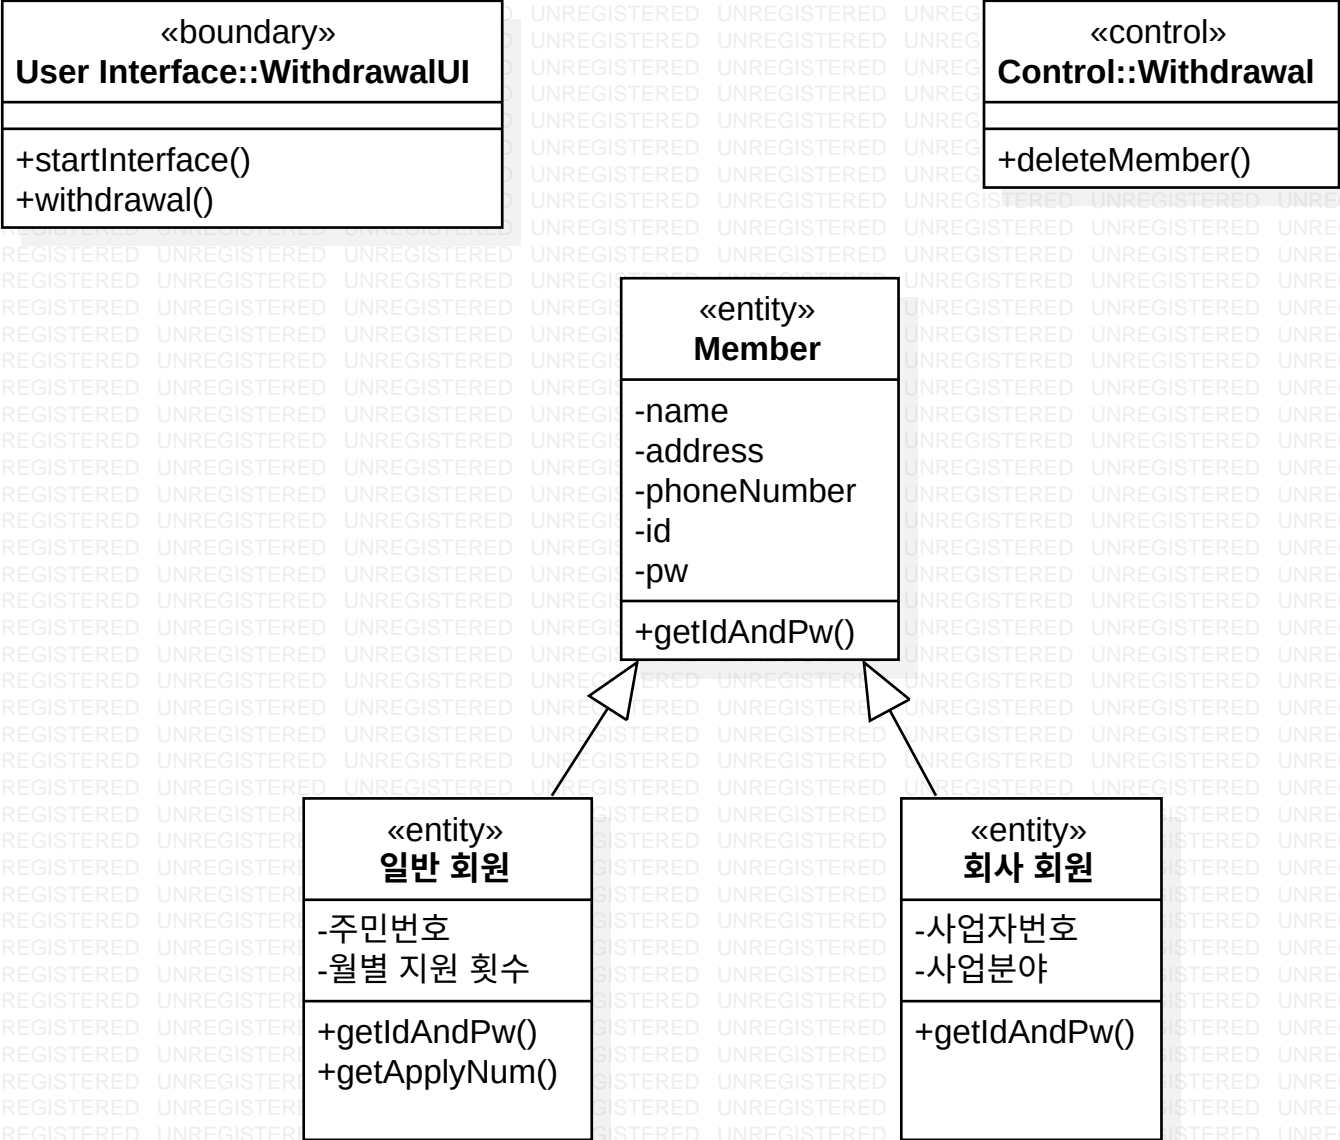 «boundary»
User Interface::WithdrawalUI
+startInterface()
+withdrawal()
«control»
Control::Withdrawal
+deleteMember()
«entity»
Member
-name
-address
-phoneNumber
-id
-pw
+getIdAndPw()
«entity»
일반 회원
-주민번호
-월별 지원 횟수
+getIdAndPw()
+getApplyNum()
«entity»
회사 회원
-사업자번호
-사업분야
+getIdAndPw()